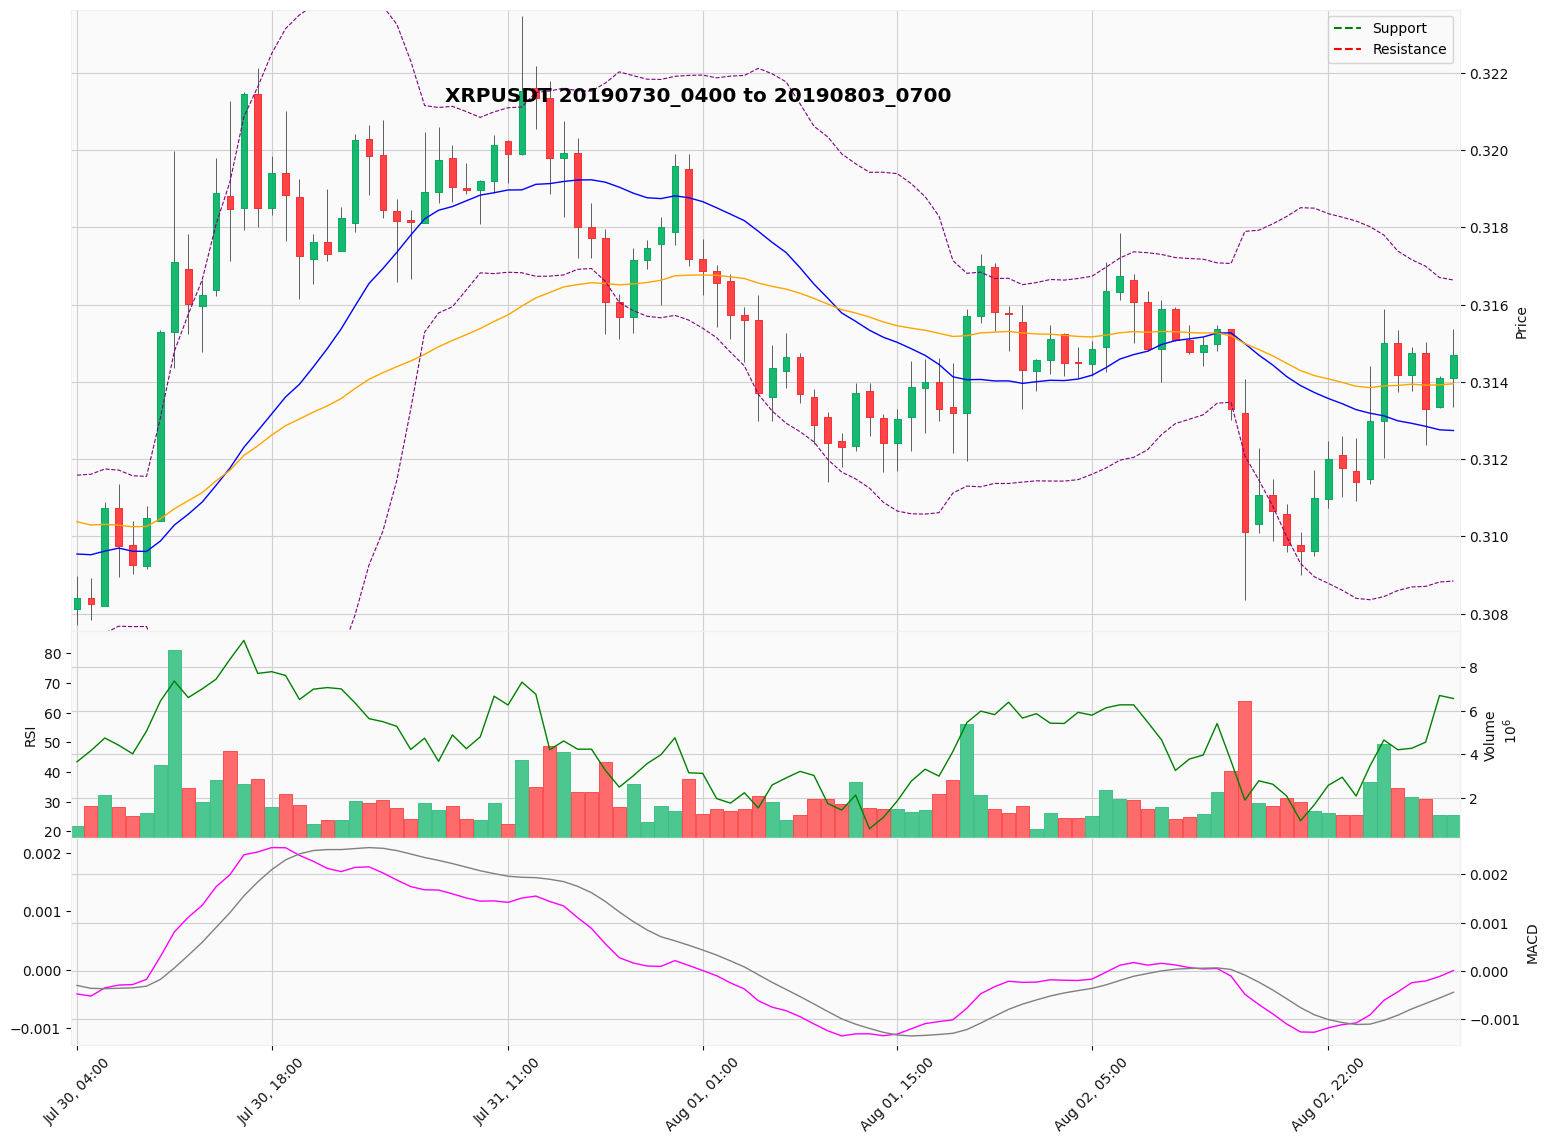 Support
Resistance
XRPUSDT 20190730_0400 to 20190803_0700
0.322
0.320
0.318
0.316
0.314
0.312
0.310
0.308
Price
80
70
60
50
40
30
20
RSI
8
6
4
2
Volume
10^6
0.002
0.001
0.000
−0.001
0.002
0.001
0.000
−0.001
MACD
Jul 30, 04:00
Jul 30, 18:00
Jul 31, 11:00
Aug 01, 01:00
Aug 01, 15:00
Aug 02, 05:00
Aug 02, 22:00